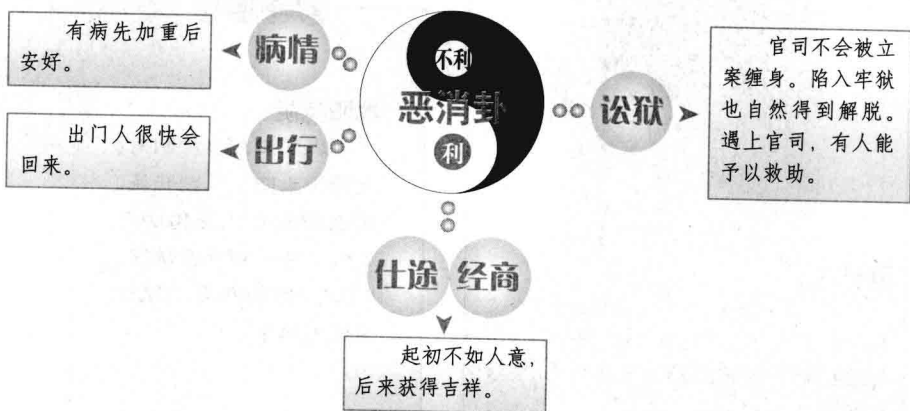 有病先加重后
安好。
病情
出门人很快会
回来。
出行
不利
恶消卦
利
讼狱
官司不会被立
案缠身。陷入牢狱
也自然得到解脱。
遇上官司，有人能
予以救助。
仕途 经商
起初不如人意，
后来获得吉祥。